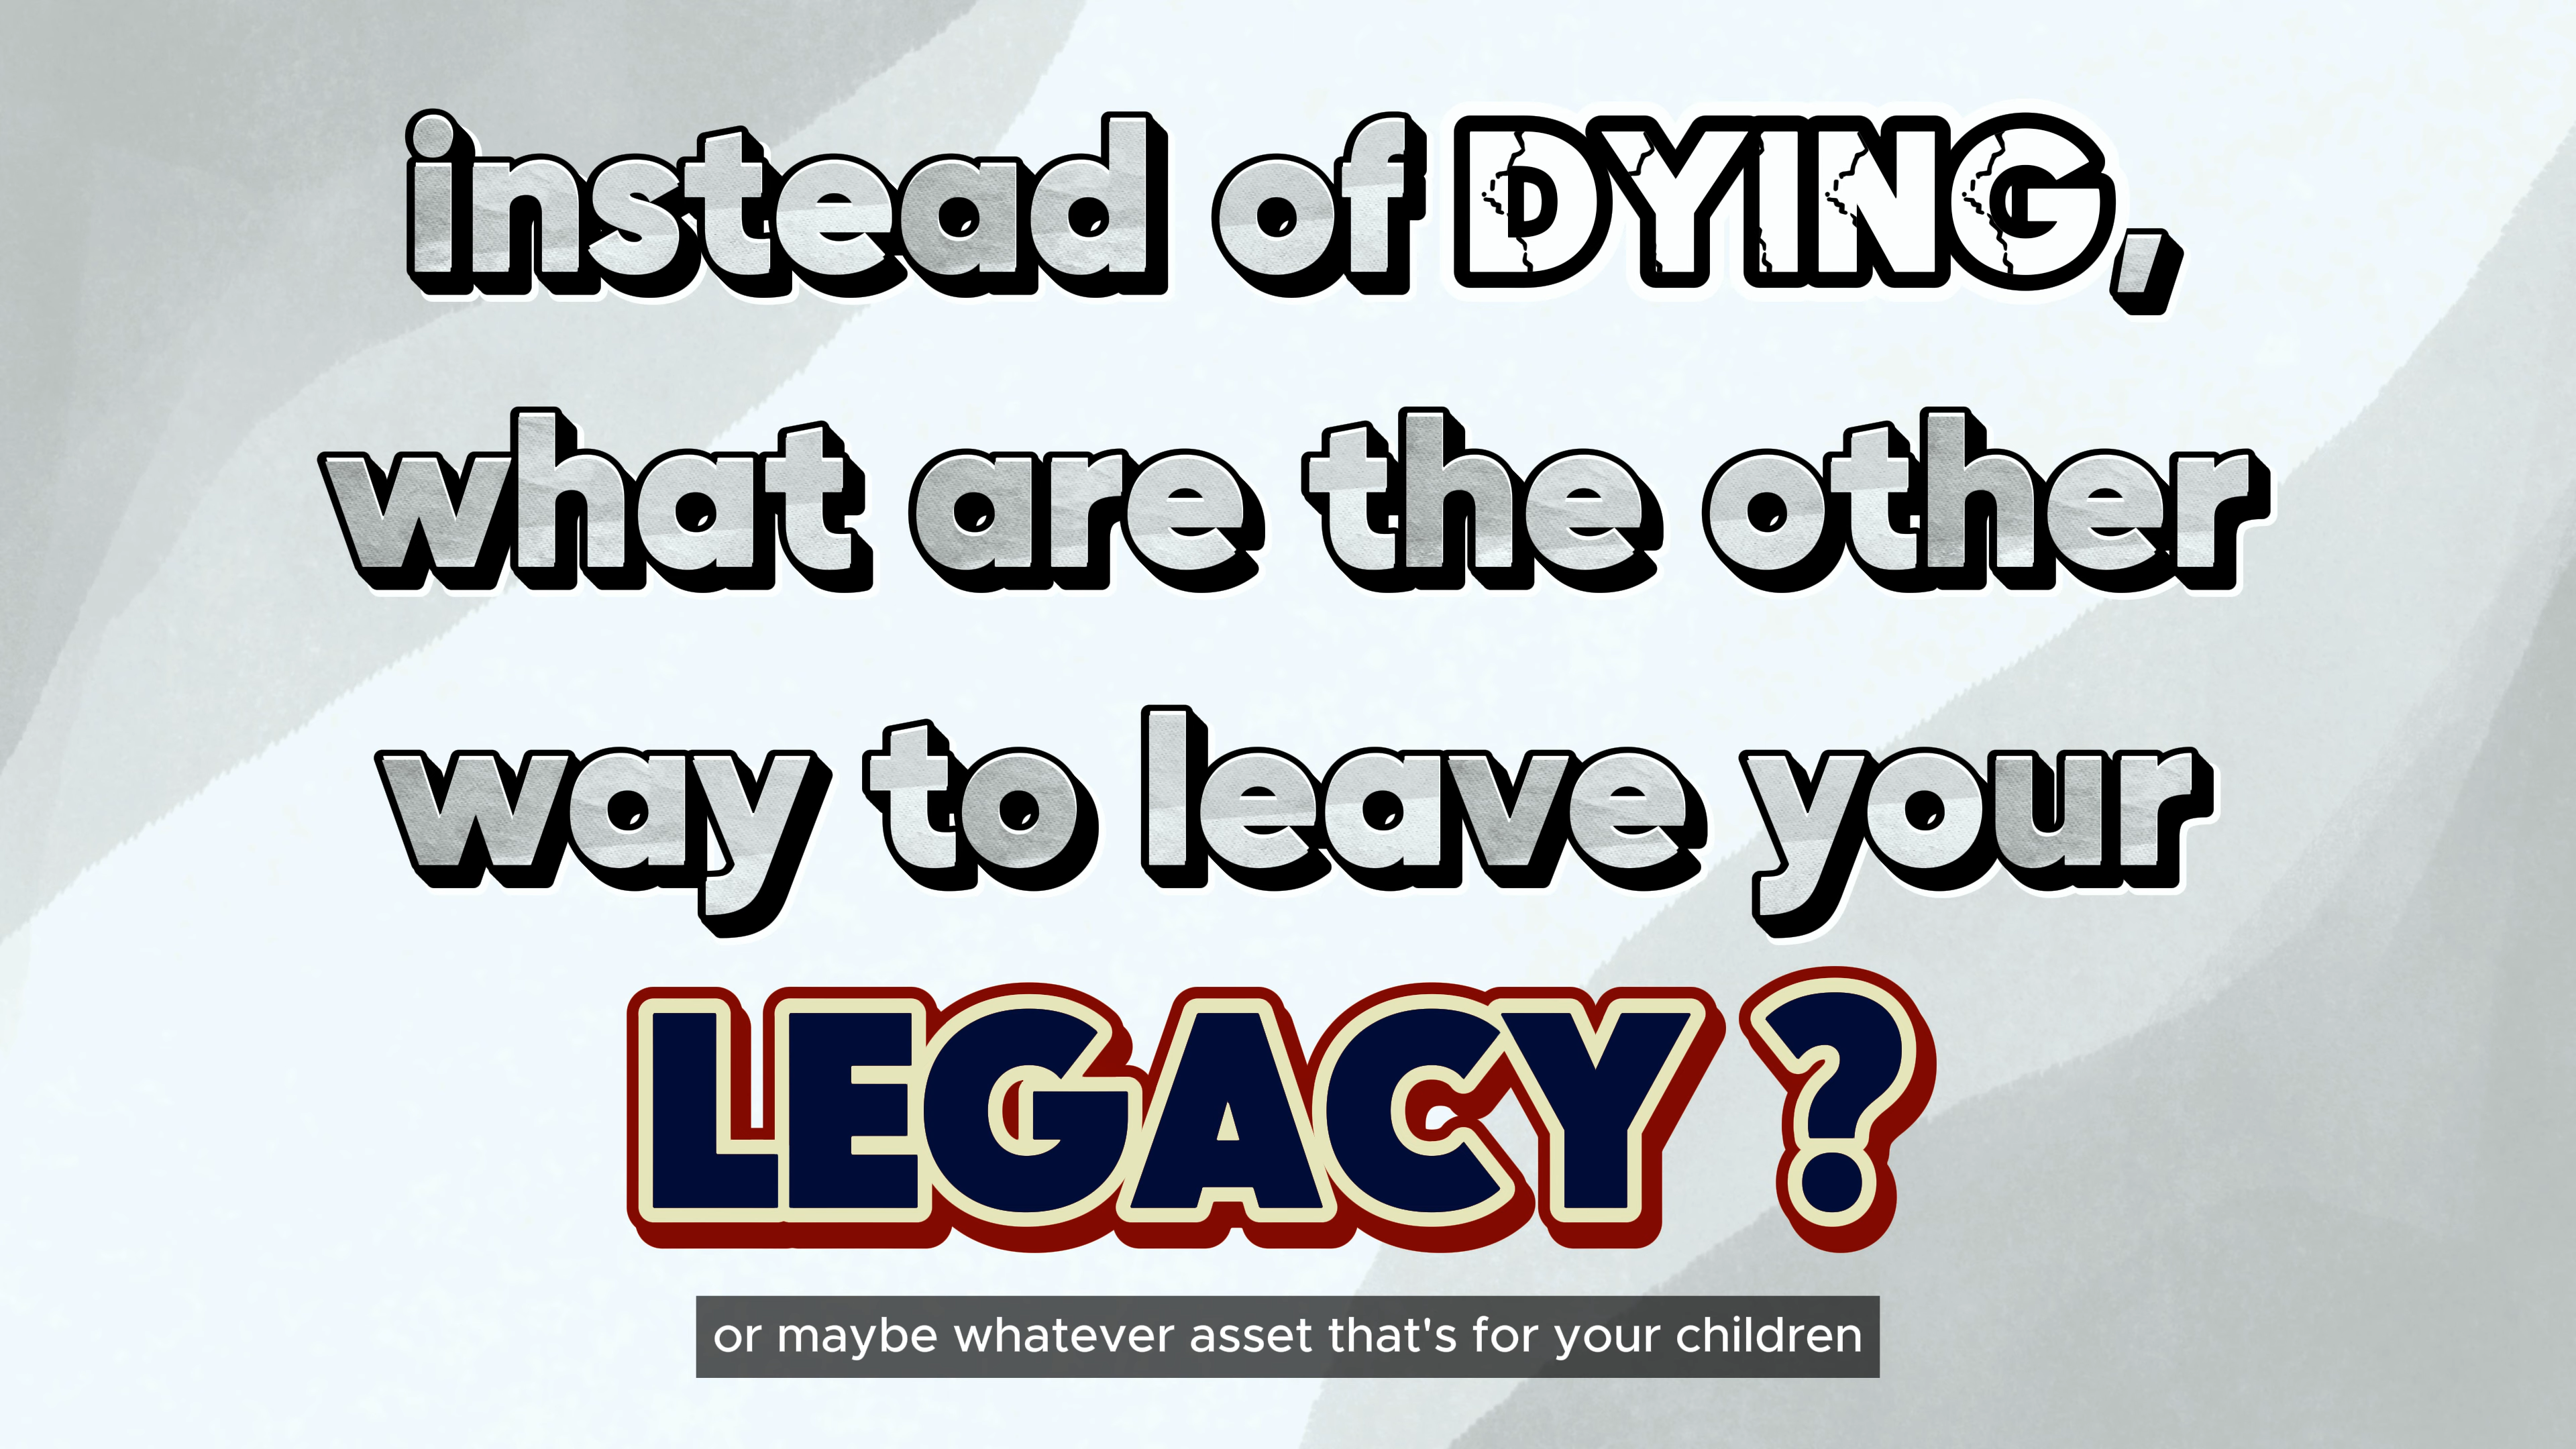 instead of DYING,
what are the other
way to leave your
LEGACY ?
or maybe whatever asset that's for your children